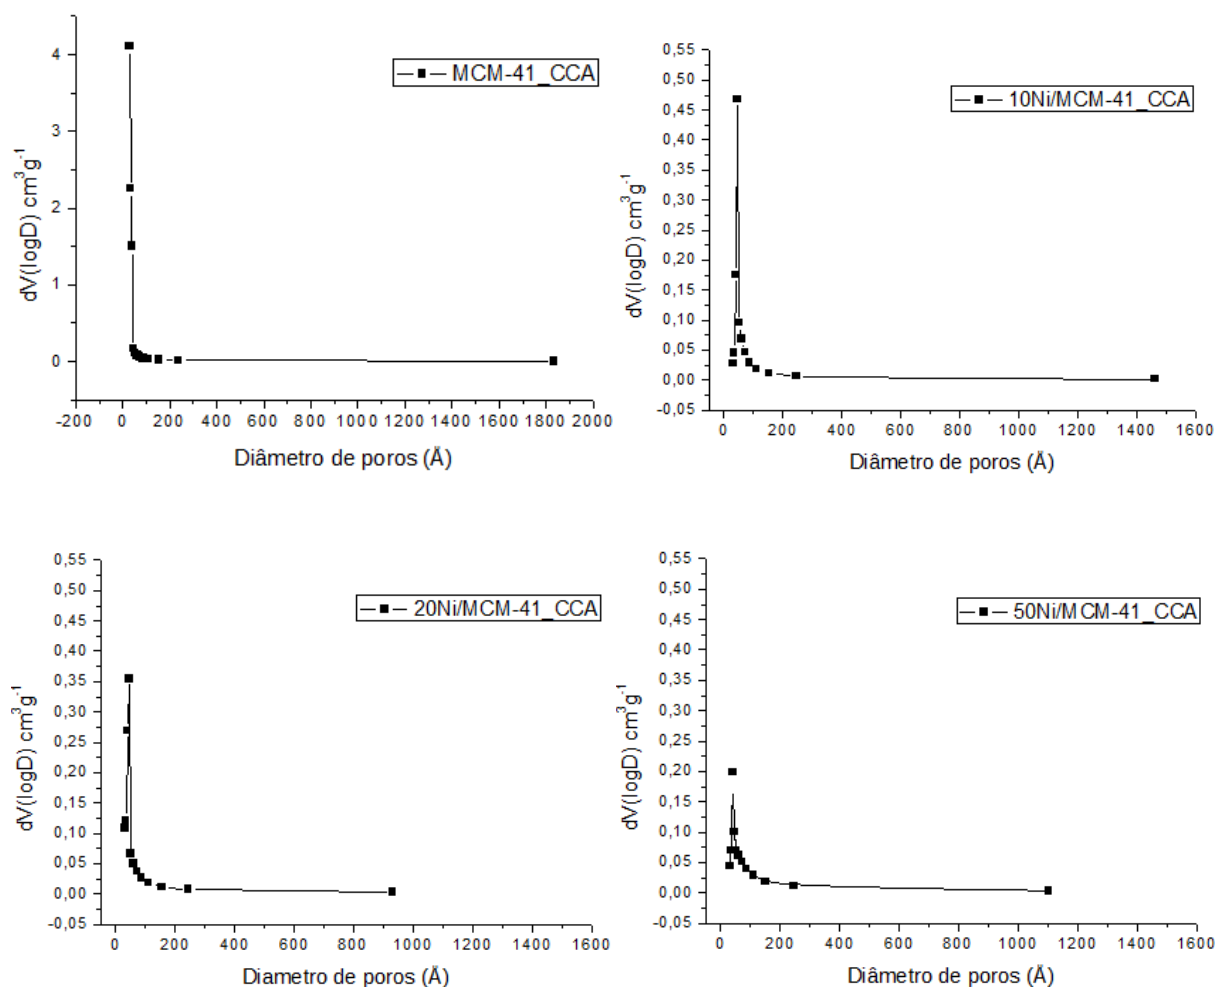 MCM-41_CCA
dV(logD) cm³g⁻¹
4
3
2
1
0
-200 0 200 400 600 800 1000 1200 1400 1600 1800 2000
Diâmetro de poros (Å)
10Ni/MCM-41_CCA
dV(logD) cm³g⁻¹
0,55
0,50
0,45
0,40
0,35
0,30
0,25
0,20
0,15
0,10
0,05
0,00
-0,05
0 200 400 600 800 1000 1200 1400 1600
Diâmetro de poros (Å)
20Ni/MCM-41_CCA
dV(logD) cm³g⁻¹
0,55
0,50
0,45
0,40
0,35
0,30
0,25
0,20
0,15
0,10
0,05
0,00
-0,05
0 200 400 600 800 1000 1200 1400 1600
Diametro de poros (Å)
50Ni/MCM-41_CCA
dV(logD) cm³g⁻¹
0,55
0,50
0,45
0,40
0,35
0,30
0,25
0,20
0,15
0,10
0,05
0,00
-0,05
0 200 400 600 800 1000 1200 1400 1600
Diâmetro de poros (Å)